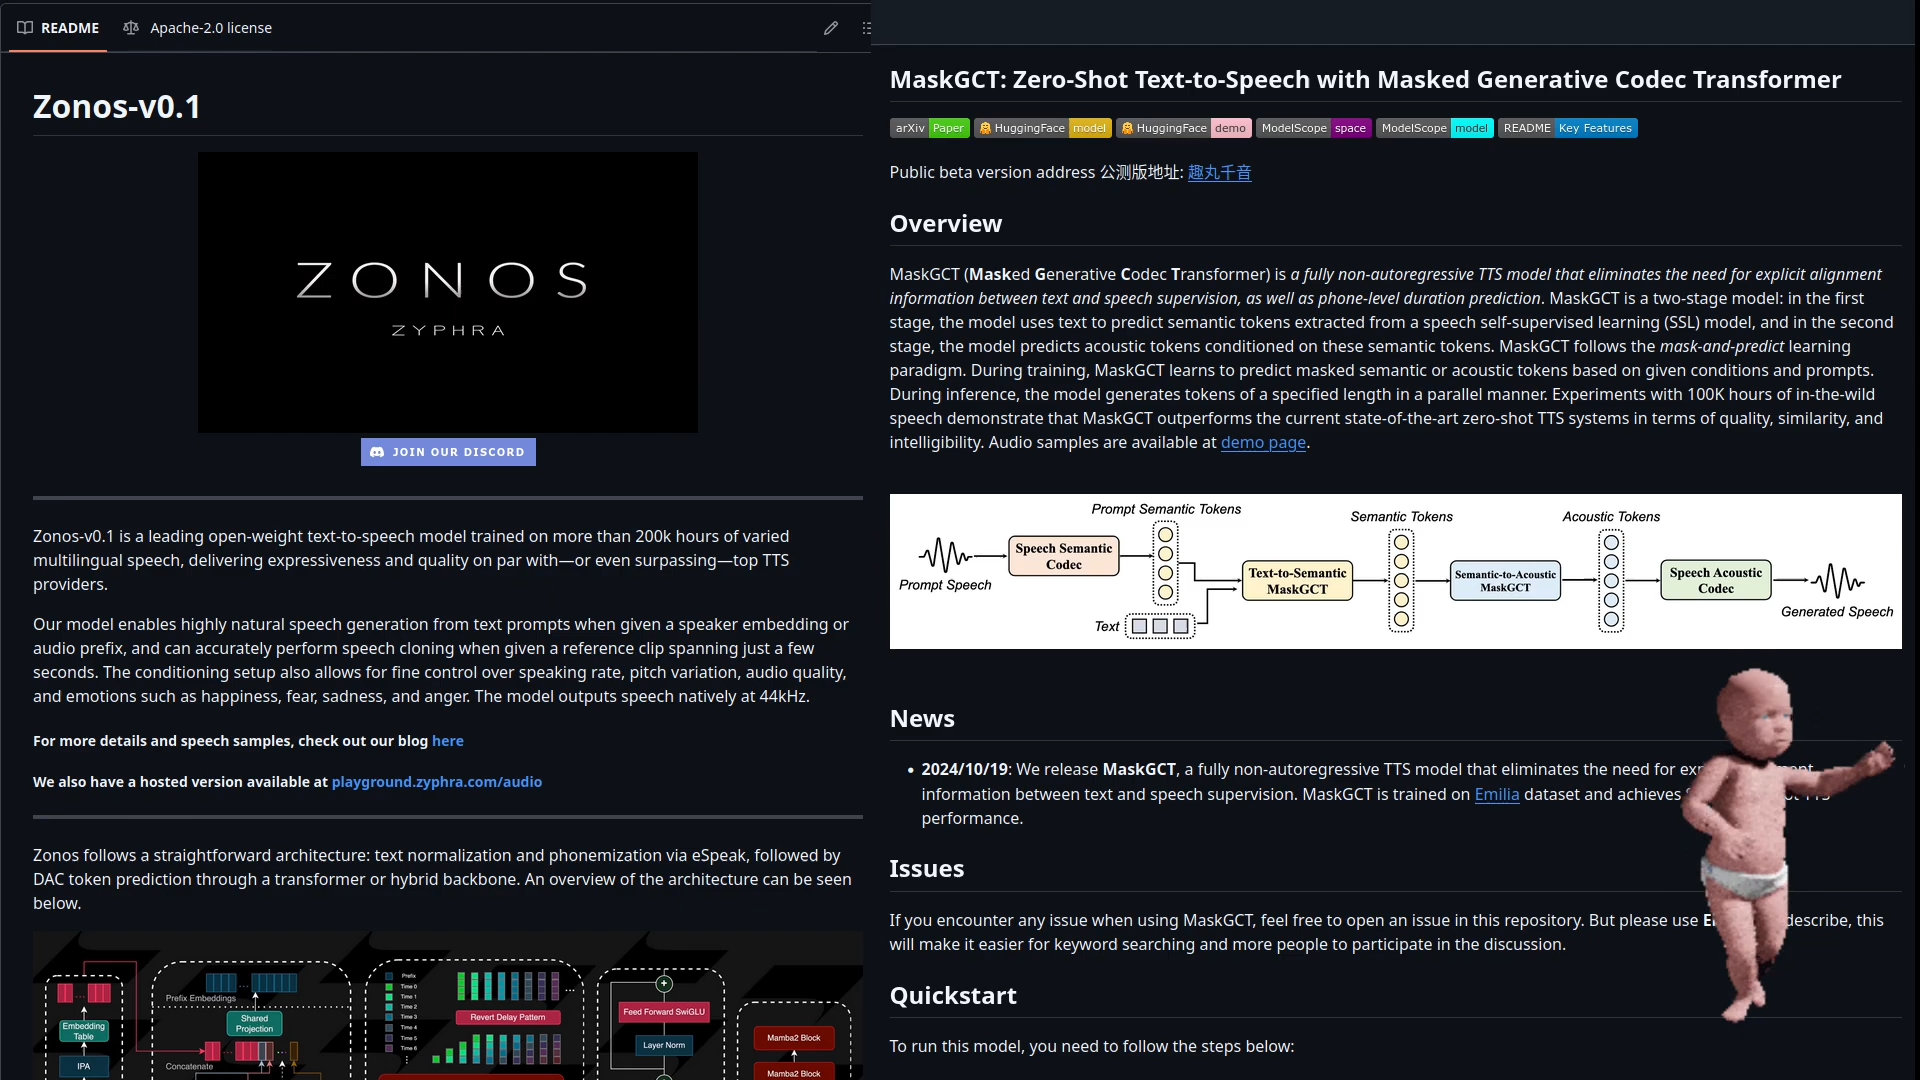 README
Apache-2.0 license
Zonos-v0.1
ZONOS
ZYPHRA
JOIN OUR DISCORD
Zonos-v0.1 is a leading open-weight text-to-speech model trained on more than 200k hours of varied
multilingual speech, delivering expressiveness and quality on par with—or even surpassing—top TTS
providers.
Our model enables highly natural speech generation from text prompts when given a speaker embedding or
audio prefix, and can accurately perform speech cloning when given a reference clip spanning just a few
seconds. The conditioning setup also allows for fine control over speaking rate, pitch variation, audio quality,
and emotions such as happiness, fear, sadness, and anger. The model outputs speech natively at 44kHz.
For more details and speech samples, check out our blog here
We also have a hosted version available at playground.zyphra.com/audio
Zonos follows a straightforward architecture: text normalization and phonemization via eSpeak, followed by
DAC token prediction through a transformer or hybrid backbone. An overview of the architecture can be seen
below.
Embedding
Table
IPA
Prefix Embeddings
Shared
Projection
Concatenate
Prefix
Time 0
Time 1
Time 2
Time 3
Time 4
Time 5
Time 6
Revert Delay Pattern
Feed Forward SwiGLU
Layer Norm
Mamba2 Block
Mamba2 Block
MaskGCT: Zero-Shot Text-to-Speech with Masked Generative Codec Transformer
arXiv Paper HuggingFace model HuggingFace demo ModelScope space ModelScope model README Key Features
Public beta version address 公测版地址: 趣丸千音
Overview
MaskGCT (Masked Generative Codec Transformer) is a fully non-autoregressive TTS model that eliminates the need for explicit alignment
information between text and speech supervision, as well as phone-level duration prediction. MaskGCT is a two-stage model: in the first
stage, the model uses text to predict semantic tokens extracted from a speech self-supervised learning (SSL) model, and in the second
stage, the model predicts acoustic tokens conditioned on these semantic tokens. MaskGCT follows the mask-and-predict learning
paradigm. During training, MaskGCT learns to predict masked semantic or acoustic tokens based on given conditions and prompts.
During inference, the model generates tokens of a specified length in a parallel manner. Experiments with 100K hours of in-the-wild
speech demonstrate that MaskGCT outperforms the current state-of-the-art zero-shot TTS systems in terms of quality, similarity, and
intelligibility. Audio samples are available at demo page.
Prompt Speech
Speech Semantic
Codec
Prompt Semantic Tokens
Text
Text-to-Semantic
MaskGCT
Semantic Tokens
Semantic-to-Acoustic
MaskGCT
Acoustic Tokens
Speech Acoustic
Codec
Generated Speech
News
2024/10/19: We release MaskGCT, a fully non-autoregressive TTS model that eliminates the need for
information between text and speech supervision. MaskGCT is trained on Emilia dataset and achieves TTS
performance.
Issues
If you encounter any issue when using MaskGCT, feel free to open an issue in this repository. But please use describe, this
will make it easier for keyword searching and more people to participate in the discussion.
Quickstart
To run this model, you need to follow the steps below: